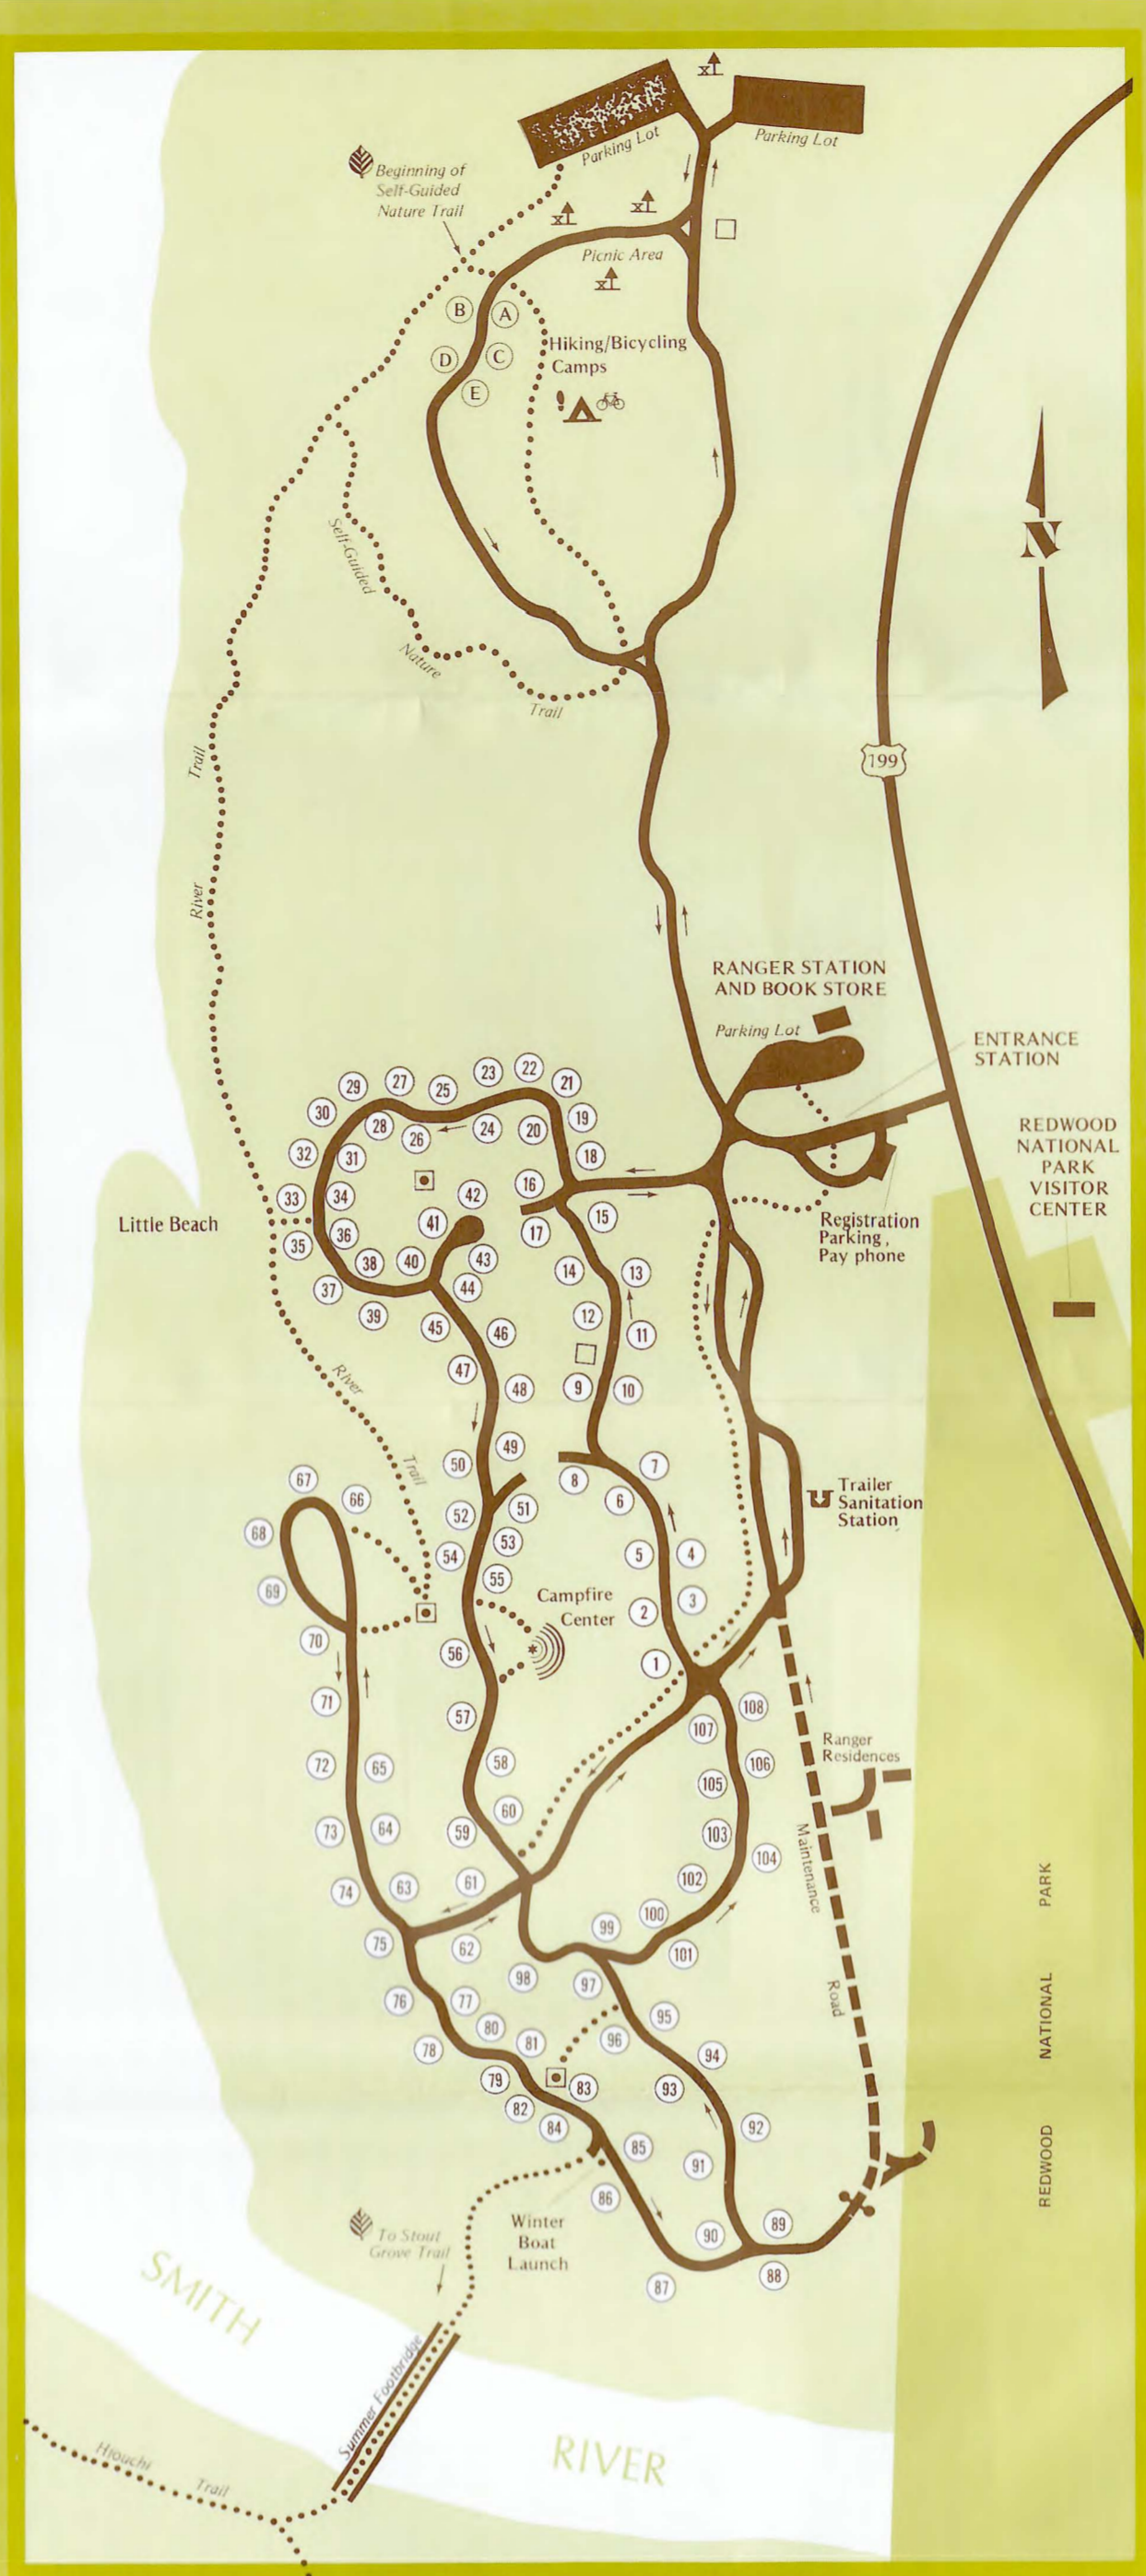 Parking Lot
Parking Lot
Beginning of
Self-Guided
Nature Trail
Picnic Area
B
A
D
C
E
Hiking/Bicycling
Camps
N
Self-Guided
Nature
Trail
Trail
River
199
RANGER STATION
AND BOOK STORE
Parking Lot
ENTRANCE
STATION
REDWOOD
NATIONAL
PARK
VISITOR
CENTER
Registration
Parking,
Pay phone
Little Beach
29
27
25
23
22
21
30
28
26
24
20
19
32
31
18
33
34
42
16
15
35
36
41
17
38
40
43
14
13
37
44
39
45
46
12
11
47
48
9
10
River
Trail
50
49
8
7
67
66
52
51
6
68
54
53
5
4
69
55
2
3
Trailer
Sanitation
Station
Campfire
Center
70
56
1
71
57
107
108
72
65
58
105
106
73
64
59
60
103
104
74
63
61
102
75
62
99
100
101
98
97
76
77
95
78
80
81
96
94
79
83
93
82
84
92
85
91
86
90
89
87
88
Ranger
Residences
Maintenance
Road
REDWOOD NATIONAL PARK
Winter
Boat
Launch
To Stout
Grove Trail
Summer Footbridge
SMITH
RIVER
Hiouchi
Trail